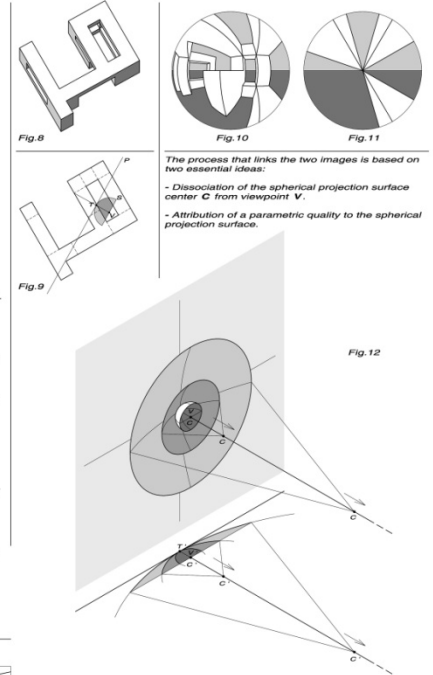 Fig.8
Fig.10
Fig.11
P
T
S
V
Fig.9
The process that links the two images is based on
two essential ideas:
- Dissociation of the spherical projection surface
center C from viewpoint V.
- Attribution of a parametric quality to the spherical
projection surface.
Fig.12
V
C
C
C
T'
V'
C'
C'
C'